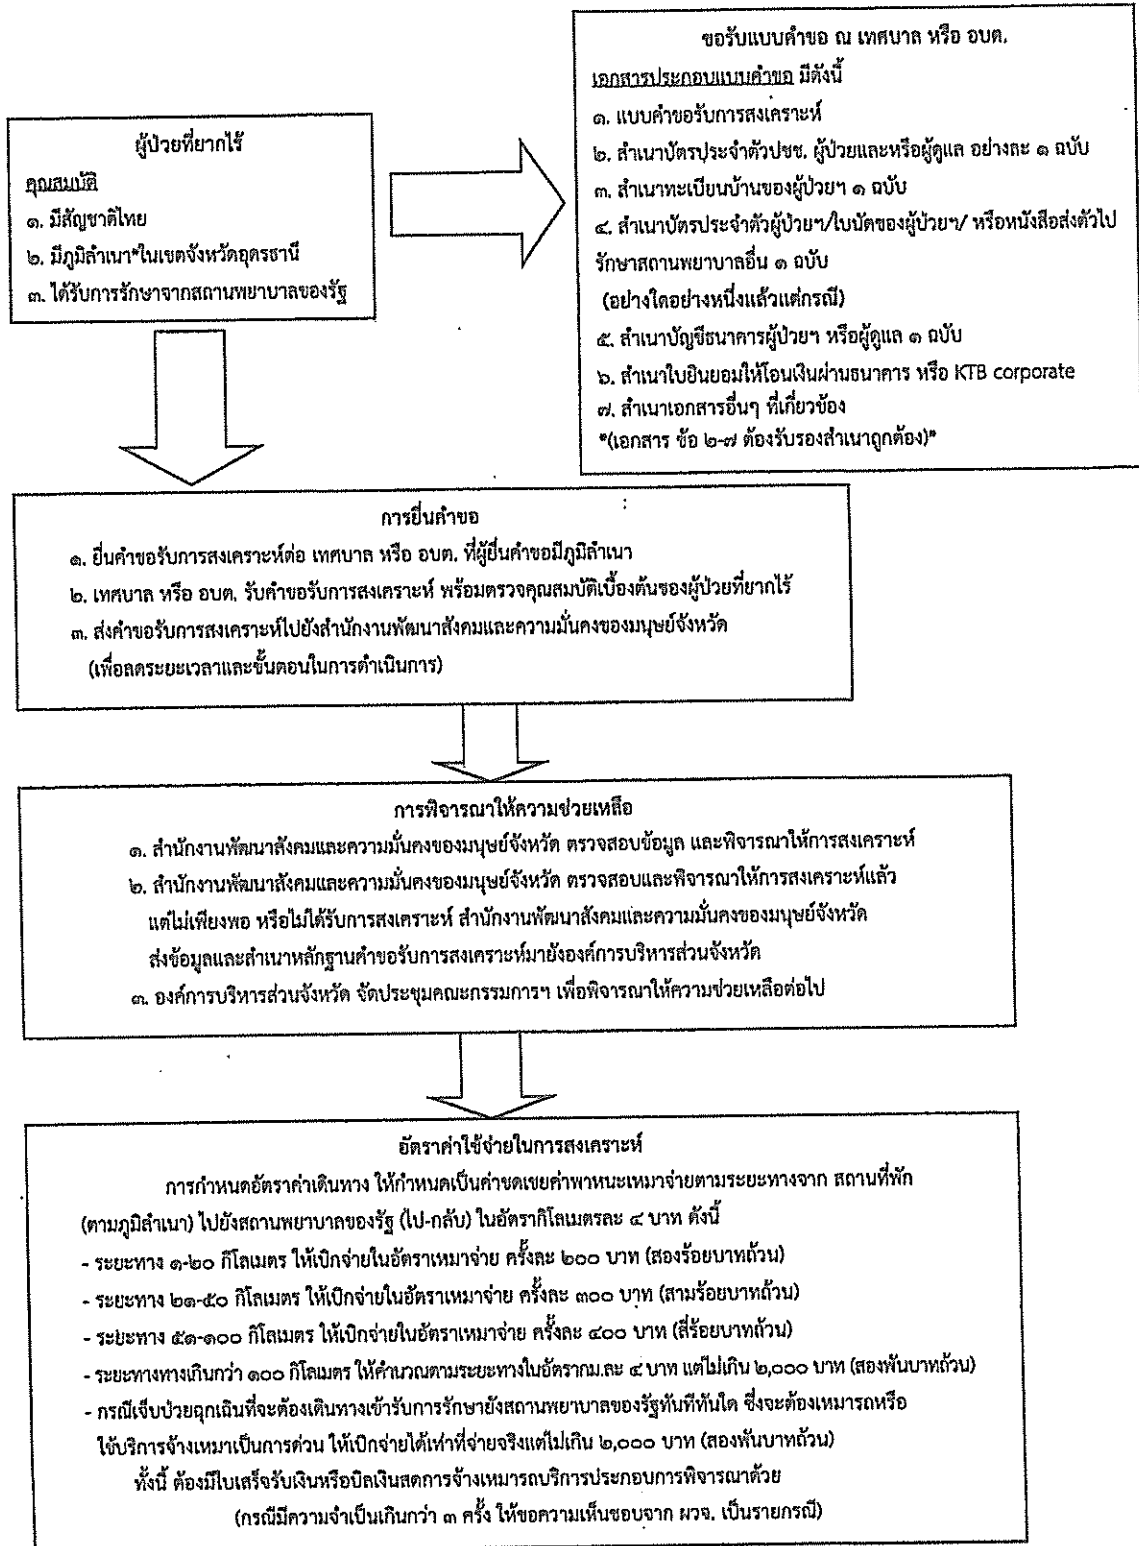 ผู้ป่วยที่ยากไร้
คุณสมบัติ
๑. มีสัญชาติไทย
๒. มีภูมิลำเนา*ในเขตจังหวัดอุดรธานี
๓. ได้รับการรักษาจากสถานพยาบาลของรัฐ
ขอรับแบบคำขอ ณ เทศบาล หรือ อบต.
เอกสารประกอบแบบคำขอ มีดังนี้
๑. แบบคำขอรับการสงเคราะห์
๒. สำเนาบัตรประจำตัวปชช. ผู้ป่วยและหรือผู้ดูแล อย่างละ ๑ ฉบับ
๓. สำเนาทะเบียนบ้านของผู้ป่วยฯ ๑ ฉบับ
๔. สำเนาบัตรประจำตัวผู้ป่วยฯ/ใบนัดของผู้ป่วยฯ/ หรือหนังสือส่งตัวไป
รักษาสถานพยาบาลอื่น ๑ ฉบับ
(อย่างใดอย่างหนึ่งแล้วแต่กรณี)
๕. สำเนาบัญชีธนาคารผู้ป่วยฯ หรือผู้ดูแล ๑ ฉบับ
๖. สำเนาใบยินยอมให้โอนเงินผ่านธนาคาร หรือ KTB corporate
๗. สำเนาเอกสารอื่นๆ ที่เกี่ยวข้อง
*(เอกสาร ข้อ ๒-๗ ต้องรับรองสำเนาถูกต้อง)*
การยื่นคำขอ
๑. ยื่นคำขอรับการสงเคราะห์ต่อ เทศบาล หรือ อบต. ที่ผู้ยื่นคำขอมีภูมิลำเนา
๒. เทศบาล หรือ อบต. รับคำขอรับการสงเคราะห์ พร้อมตรวจคุณสมบัติเบื้องต้นของผู้ป่วยที่ยากไร้
๓. ส่งคำขอรับการสงเคราะห์ไปยังสำนักงานพัฒนาสังคมและความมั่นคงของมนุษย์จังหวัด
(เพื่อลดระยะเวลาและขั้นตอนในการดำเนินการ)
การพิจารณาให้ความช่วยเหลือ
๑. สำนักงานพัฒนาสังคมและความมั่นคงของมนุษย์จังหวัด ตรวจสอบข้อมูล และพิจารณาให้การสงเคราะห์
๒. สำนักงานพัฒนาสังคมและความมั่นคงของมนุษย์จังหวัด ตรวจสอบและพิจารณาให้การสงเคราะห์แล้ว
แต่ไม่เพียงพอ หรือไม่ได้รับการสงเคราะห์ สำนักงานพัฒนาสังคมและความมั่นคงของมนุษย์จังหวัด
ส่งข้อมูลและสำเนาหลักฐานคำขอรับการสงเคราะห์มายังองค์การบริหารส่วนจังหวัด
๓. องค์การบริหารส่วนจังหวัด จัดประชุมคณะกรรมการฯ เพื่อพิจารณาให้ความช่วยเหลือต่อไป
อัตราค่าใช้จ่ายในการสงเคราะห์
การกำหนดอัตราค่าเดินทาง ให้กำหนดเป็นค่าชดเชยค่าพาหนะเหมาจ่ายตามระยะทางจาก สถานที่พัก
(ตามภูมิลำเนา) ไปยังสถานพยาบาลของรัฐ (ไป-กลับ) ในอัตรากิโลเมตรละ ๔ บาท ดังนี้
- ระยะทาง ๑-๒๐ กิโลเมตร ให้เบิกจ่ายในอัตราเหมาจ่าย ครั้งละ ๒๐๐ บาท (สองร้อยบาทถ้วน)
- ระยะทาง ๒๑-๕๐ กิโลเมตร ให้เบิกจ่ายในอัตราเหมาจ่าย ครั้งละ ๓๐๐ บาท (สามร้อยบาทถ้วน)
- ระยะทาง ๕๑-๑๐๐ กิโลเมตร ให้เบิกจ่ายในอัตราเหมาจ่าย ครั้งละ ๔๐๐ บาท (สี่ร้อยบาทถ้วน)
- ระยะทางทางเกินกว่า ๑๐๐ กิโลเมตร ให้คำนวณตามระยะทางในอัตรากม.ละ ๔ บาท แต่ไม่เกิน ๒,๐๐๐ บาท (สองพันบาทถ้วน)
- กรณีเจ็บป่วยฉุกเฉินที่จะต้องเดินทางเข้ารับการรักษายังสถานพยาบาลของรัฐทันทีทันใด ซึ่งจะต้องเหมารถหรือ
ใช้บริการจ้างเหมาเป็นการด่วน ให้เบิกจ่ายได้เท่าที่จ่ายจริงแต่ไม่เกิน ๒,๐๐๐ บาท (สองพันบาทถ้วน)
ทั้งนี้ ต้องมีใบเสร็จรับเงินหรือบิลเงินสดการจ้างเหมารถบริการประกอบการพิจารณาด้วย
(กรณีมีความจำเป็นเกินกว่า ๓ ครั้ง ให้ขอความเห็นชอบจาก ผวจ. เป็นรายกรณี)